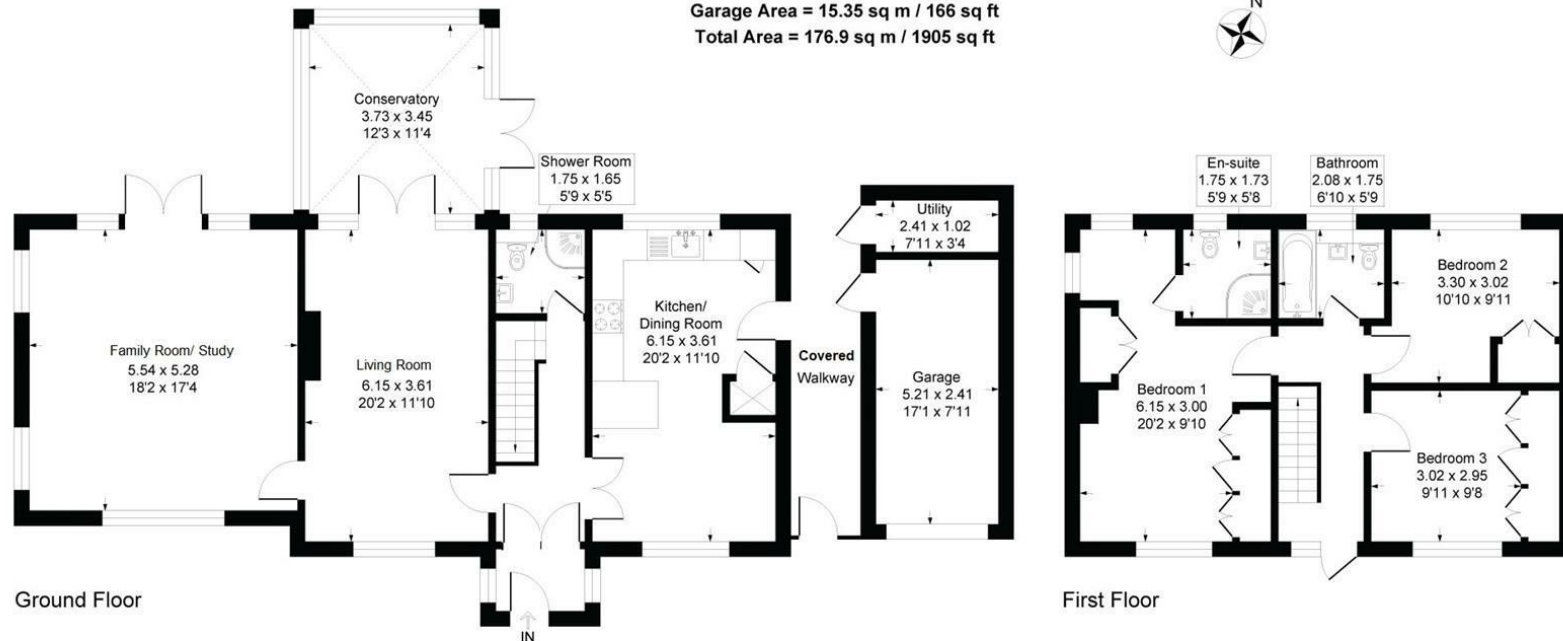 Garage Area = 15.35 sq m / 166 sq ft
Total Area = 176.9 sq m / 1905 sq ft
N
Conservatory
3.73 x 3.45
12'3 x 11'4
Shower Room
1.75 x 1.65
5'9 x 5'5
Family Room/ Study
5.54 x 5.28
18'2 x 17'4
Living Room
6.15 x 3.61
20'2 x 11'10
Kitchen/
Dining Room
6.15 x 3.61
20'2 x 11'10
Covered
Walkway
Utility
2.41 x 1.02
7'11 x 3'4
Garage
5.21 x 2.41
17'1 x 7'11
IN
Ground Floor
En-suite
1.75 x 1.73
5'9 x 5'8
Bathroom
2.08 x 1.75
6'10 x 5'9
Bedroom 2
3.30 x 3.02
10'10 x 9'11
Bedroom 1
6.15 x 3.00
20'2 x 9'10
Bedroom 3
3.02 x 2.95
9'11 x 9'8
First Floor